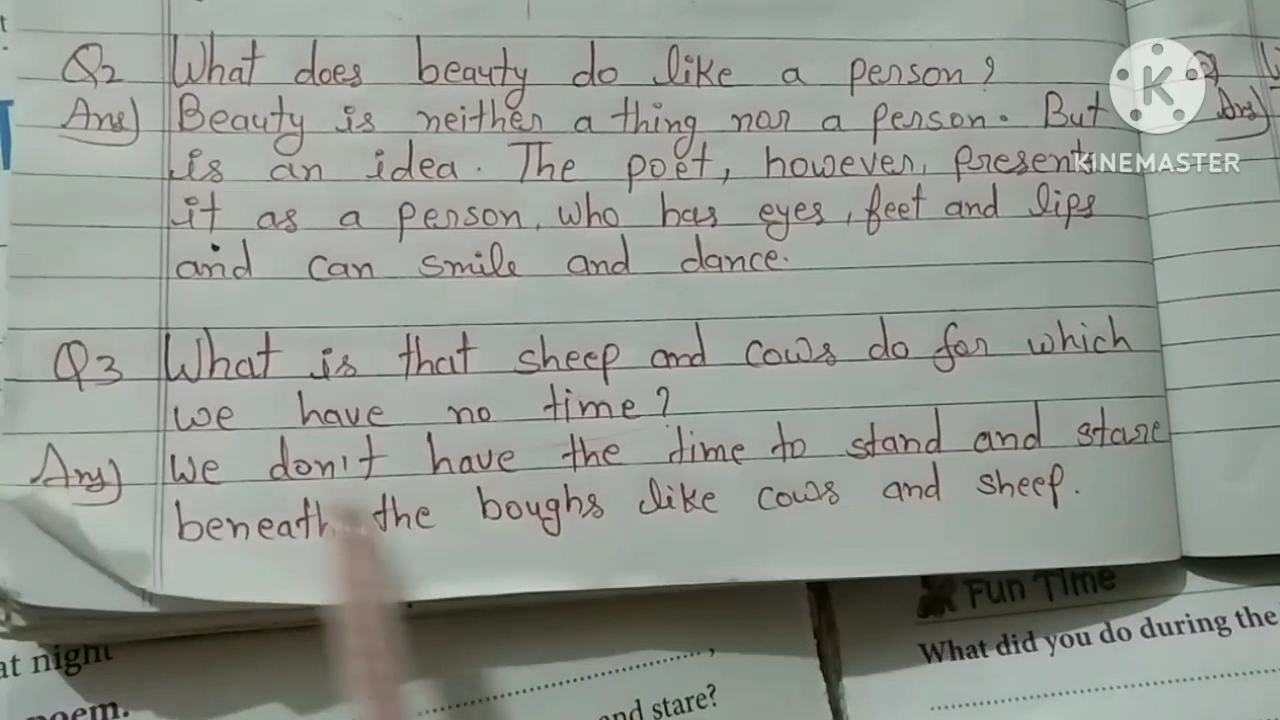 Q2 What does beauty do like a person?
Ans) Beauty is neither a thing nor a person. But
is an idea. The poet, however, present
it as a person, who has eyes, feet and lips
and can smile and dance.
Q3 What is that sheep and cows do for which
we have no time?
Ans) we don't have the time to stand and stare
beneath the boughs like cows and sheep.
Ans)
K
KINEMASTER
Fun Time
What did you do during the
at night
poem.
and stare?